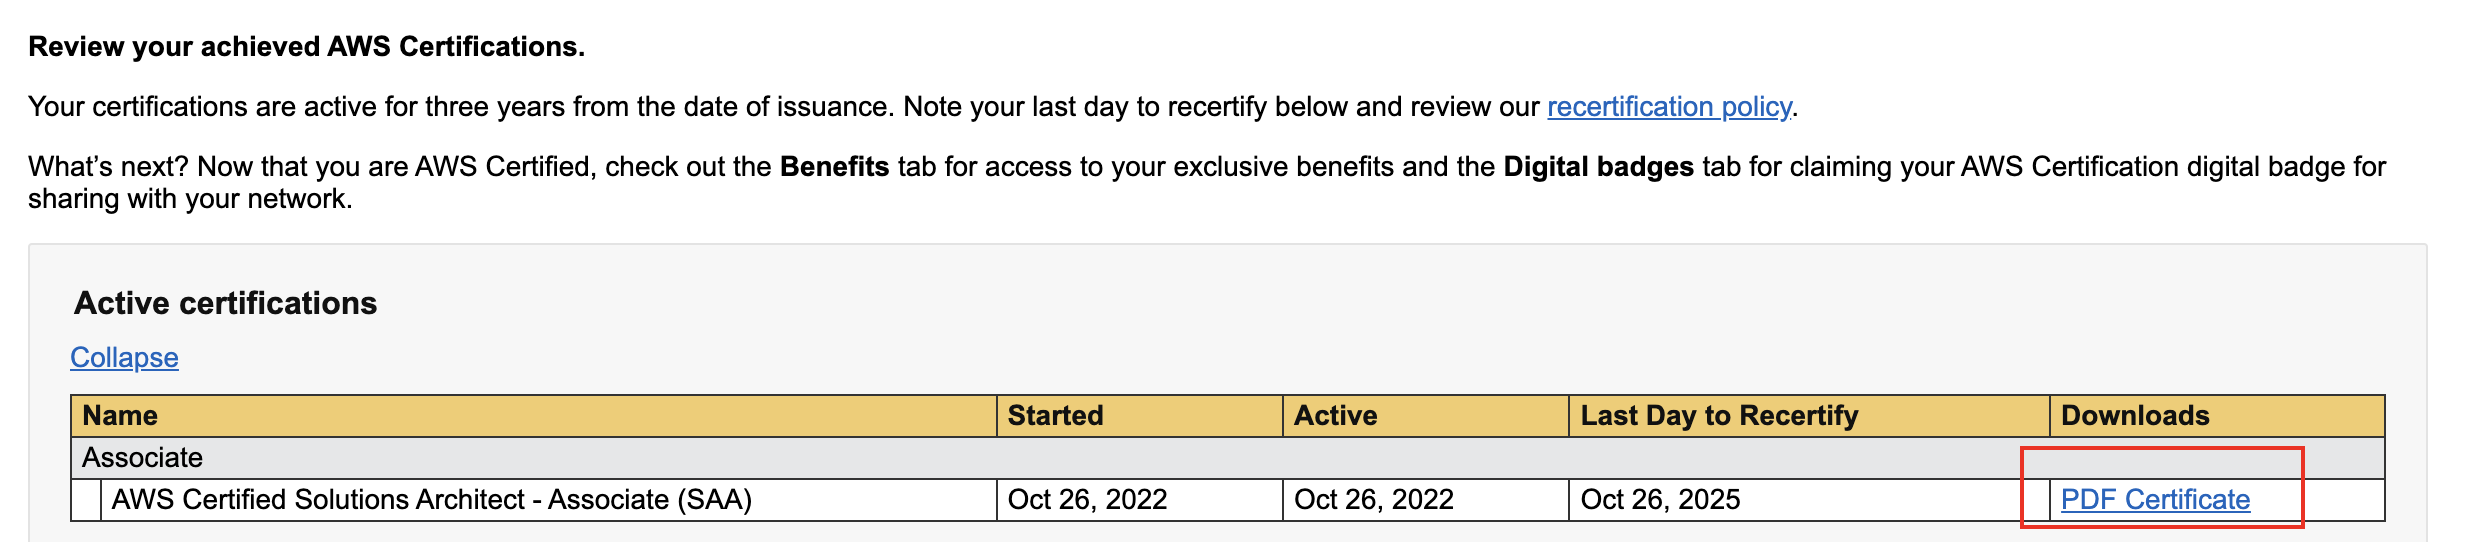 Review your achieved AWS Certifications.
Your certifications are active for three years from the date of issuance. Note your last day to recertify below and review our recertification policy.
What’s next? Now that you are AWS Certified, check out the Benefits tab for access to your exclusive benefits and the Digital badges tab for claiming your AWS Certification digital badge for
sharing with your network.
Active certifications
Collapse
Name Started Active Last Day to Recertify Downloads
Associate
AWS Certified Solutions Architect - Associate (SAA) Oct 26, 2022 Oct 26, 2022 Oct 26, 2025 PDF Certificate